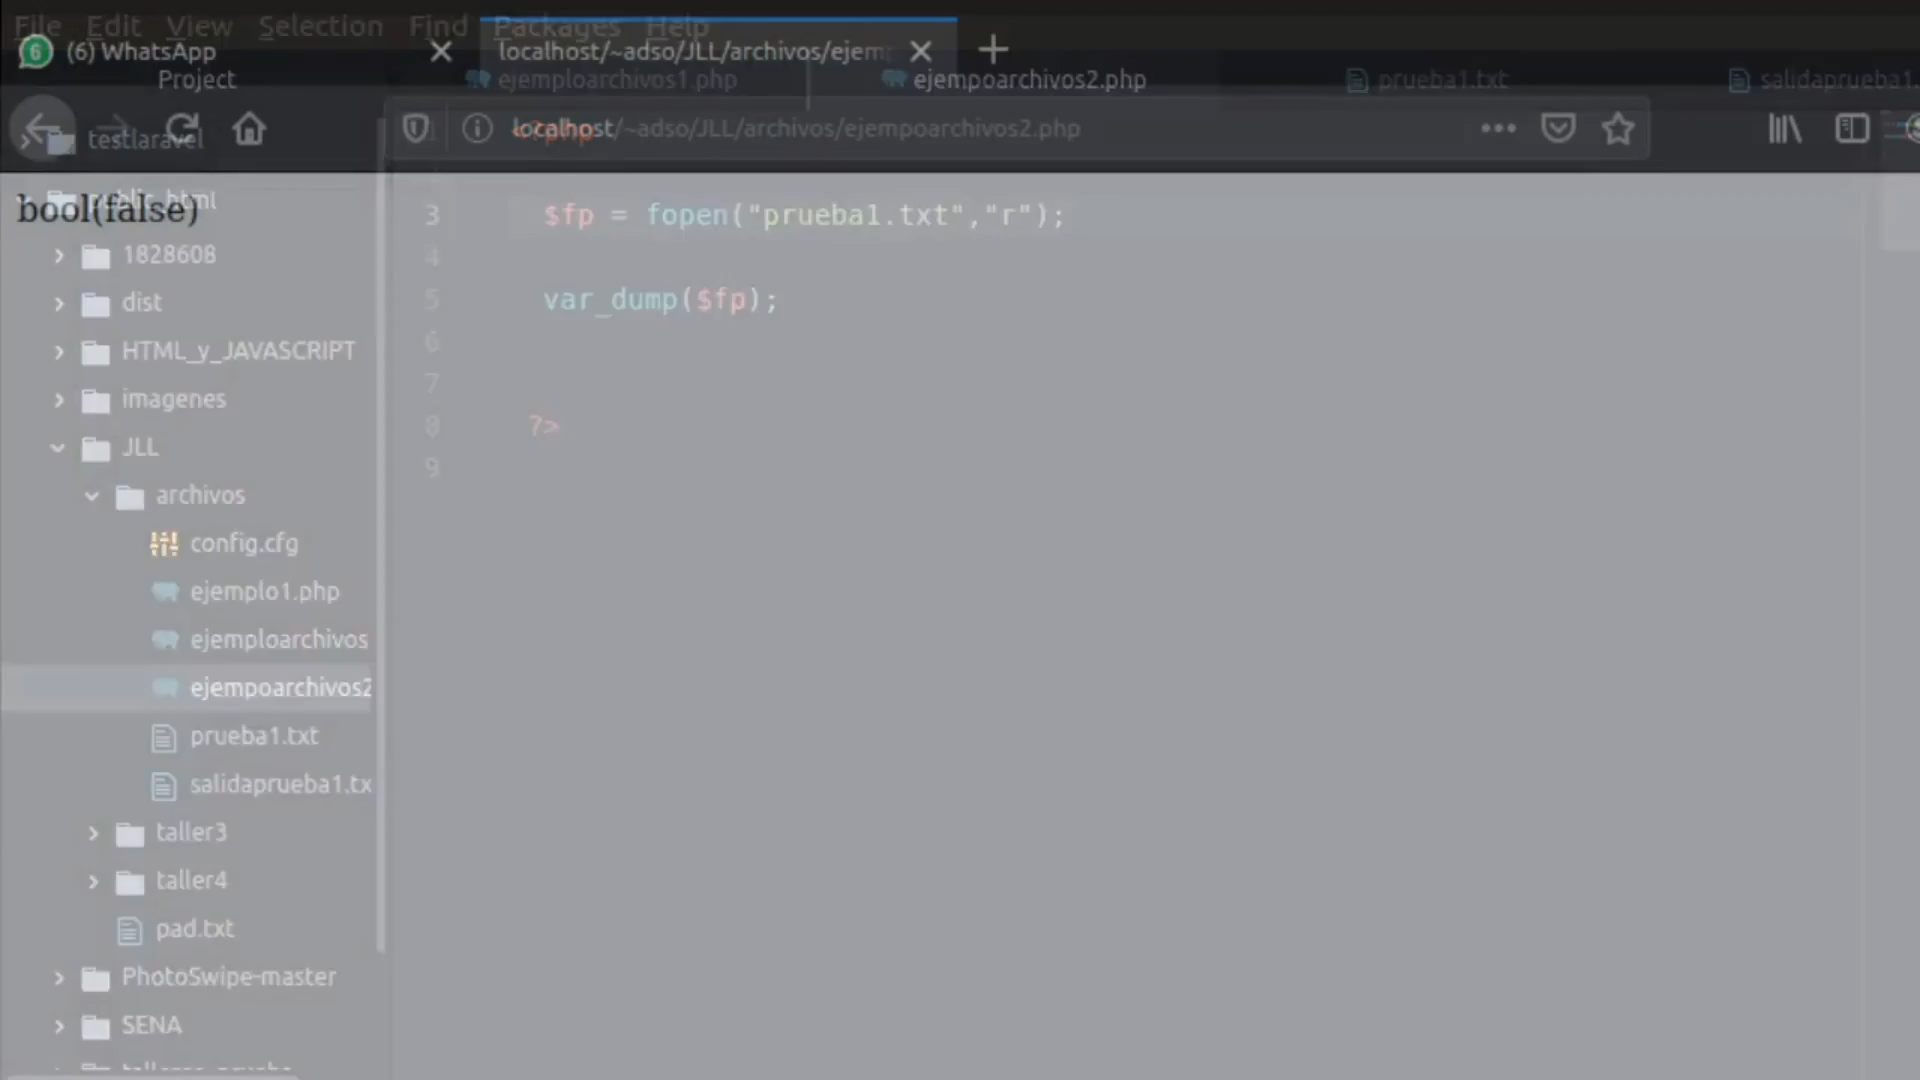 File Edit View Selection Find Packages Help
(6) WhatsApp
localhost/~adso/JLL/archivos/ejem
Project
ejemploarchivos1.php
ejempoarchivos2.php
prueba1.txt
salidaprueba1.
localhost/~adso/JLL/archivos/ejempoarchivos2.php
<?php
testlaravel
public_html
bool(false)
3 $fp = fopen("prueba1.txt","r");
4
5 var_dump($fp);
6
7
8 ?>
9
1828608
dist
HTML_y_JAVASCRIPT
imagenes
JLL
archivos
config.cfg
ejemplo1.php
ejemploarchivos
ejempoarchivos2
prueba1.txt
salidaprueba1.tx
taller3
taller4
pad.txt
PhotoSwipe-master
SENA